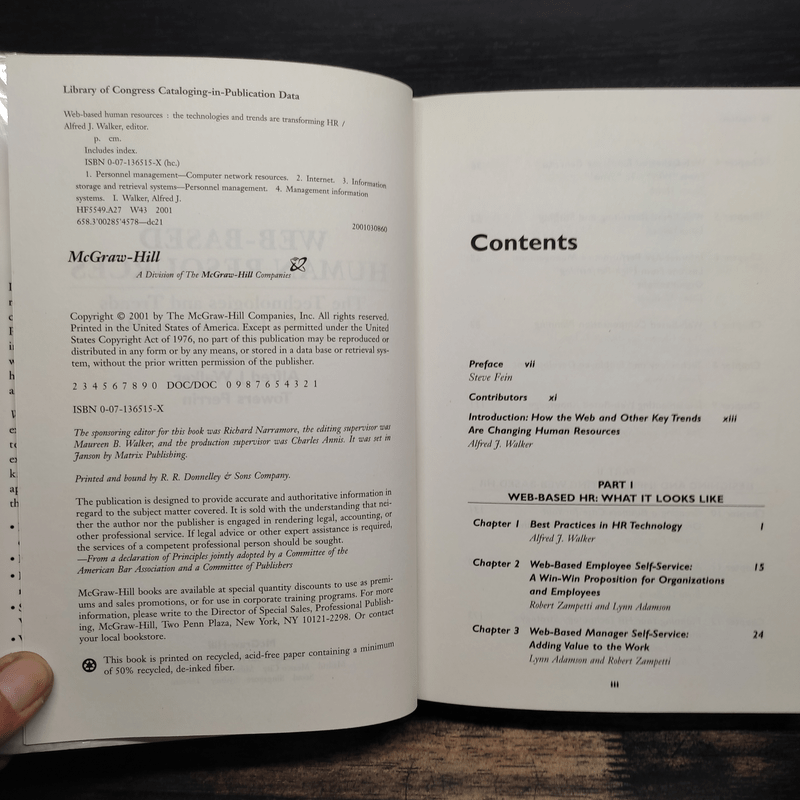 Library of Congress Cataloging-in-Publication Data
Web-based human resources : the technologies and trends are transforming HR /
Alfred J. Walker, editor.
p. cm.
Includes index.
ISBN 0-07-136515-X (hc.)
1. Personnel management—Computer network resources. 2. Internet. 3. Information
storage and retrieval systems—Personnel management. 4. Management information
systems. I. Walker, Alfred J.
HF5549.A27 W43 2001
658.3'00285'4578—dc21
2001030860
McGraw-Hill
A Division of The McGraw-Hill Companies
Copyright © 2001 by The McGraw-Hill Companies, Inc. All rights reserved.
Printed in the United States of America. Except as permitted under the United
States Copyright Act of 1976, no part of this publication may be reproduced or
distributed in any form or by any means, or stored in a data base or retrieval sys-
tem, without the prior written permission of the publisher.
2 3 4 5 6 7 8 9 0 DOC/DOC 0 9 8 7 6 5 4 3 2 1
ISBN 0-07-136515-X
The sponsoring editor for this book was Richard Narramore, the editing supervisor was
Maureen B. Walker, and the production supervisor was Charles Annis. It was set in
Janson by Matrix Publishing.
Printed and bound by R. R. Donnelley & Sons Company.
The publication is designed to provide accurate and authoritative information in
regard to the subject matter covered. It is sold with the understanding that nei-
ther the author nor the publisher is engaged in rendering legal, accounting, or
other professional service. If legal advice or other expert assistance is required,
the services of a competent professional person should be sought.
—From a declaration of Principles jointly adopted by a Committee of the
American Bar Association and a Committee of Publishers
McGraw-Hill books are available at special quantity discounts to use as premi-
ums and sales promotions, or for use in corporate training programs. For more
information, please write to the Director of Special Sales, Professional Publish-
ing, McGraw-Hill, Two Penn Plaza, New York, NY 10121-2298. Or contact
your local bookstore.
This book is printed on recycled, acid-free paper containing a minimum
of 50% recycled, de-inked fiber.
Contents
Preface vii
Steve Fein
Contributors xi
Introduction: How the Web and Other Key Trends xiii
Are Changing Human Resources
Alfred J. Walker
PART I
WEB-BASED HR: WHAT IT LOOKS LIKE
Chapter 1 Best Practices in HR Technology 1
Alfred J. Walker
Chapter 2 Web-Based Employee Self-Service: 15
A Win-Win Proposition for Organizations
and Employees
Robert Zampetti and Lynn Adamson
Chapter 3 Web-Based Manager Self-Service: 24
Adding Value to the Work
Lynn Adamson and Robert Zampetti
iii